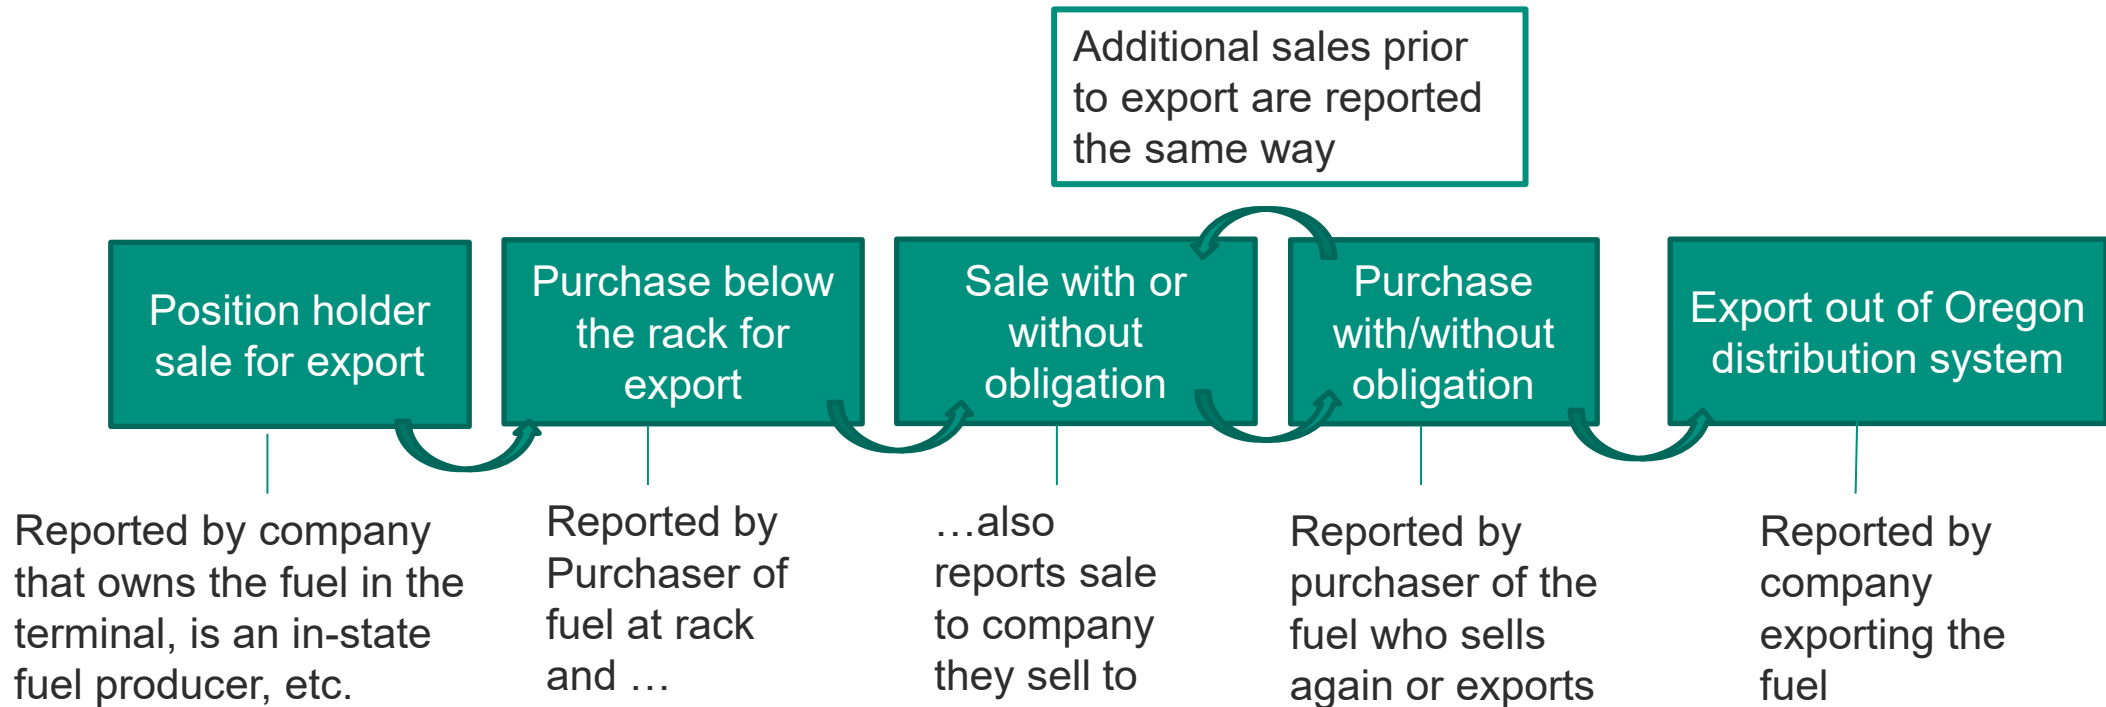 Additional sales prior
to export are reported
the same way
Position holder
sale for export
Purchase below
the rack for
export
Sale with or
without
obligation
Purchase
with/without
obligation
Export out of Oregon
distribution system
Reported by company
that owns the fuel in the
terminal, is an in-state
fuel producer, etc.
Reported by
Purchaser of
fuel at rack
and …
…also
reports sale
to company
they sell to
Reported by
purchaser of the
fuel who sells
again or exports
Reported by
company
exporting the
fuel